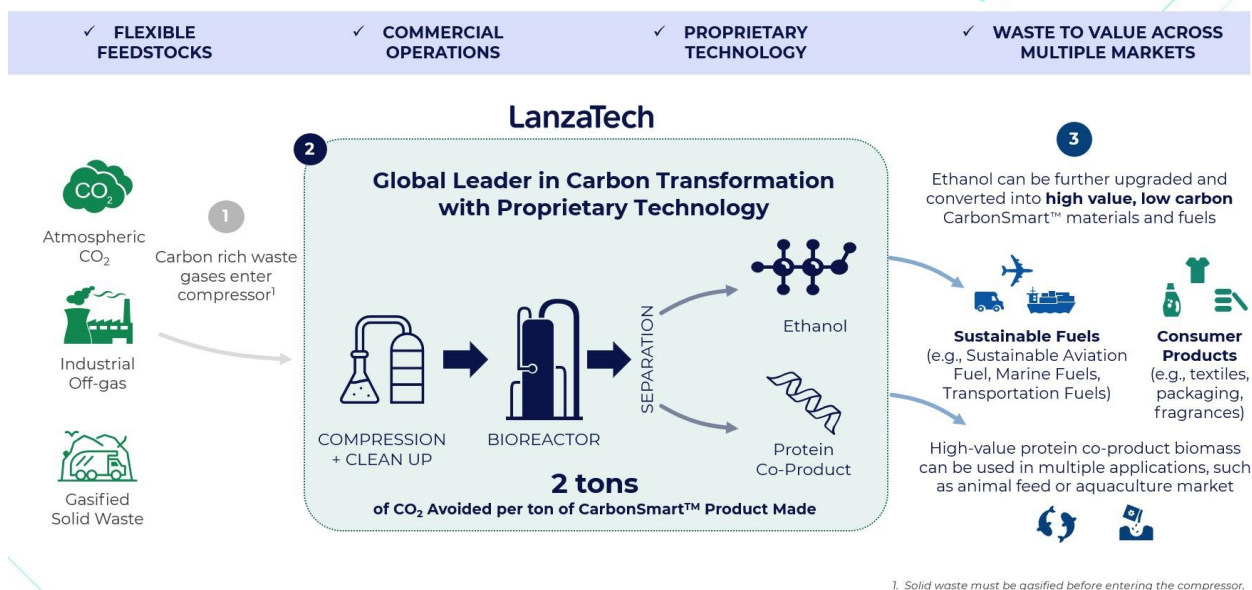 ✓ FLEXIBLE
FEEDSTOCKS
✓ COMMERCIAL
OPERATIONS
✓ PROPRIETARY
TECHNOLOGY
✓ WASTE TO VALUE ACROSS
MULTIPLE MARKETS
CO₂
Atmospheric
CO₂
Industrial
Off-gas
Gasified
Solid Waste
1
Carbon rich waste
gases enter
compressor¹
LanzaTech
2
Global Leader in Carbon Transformation
with Proprietary Technology
COMPRESSION
+ CLEAN UP
BIOREACTOR
SEPARATION
Ethanol
Protein
Co-Product
2 tons
of CO₂ Avoided per ton of CarbonSmart™ Product Made
3
Ethanol can be further upgraded and
converted into high value, low carbon
CarbonSmart™ materials and fuels
Sustainable Fuels
(e.g., Sustainable Aviation
Fuel, Marine Fuels,
Transportation Fuels)
Consumer
Products
(e.g., textiles,
packaging,
fragrances)
High-value protein co-product biomass
can be used in multiple applications, such
as animal feed or aquaculture market
1. Solid waste must be gasified before entering the compressor.